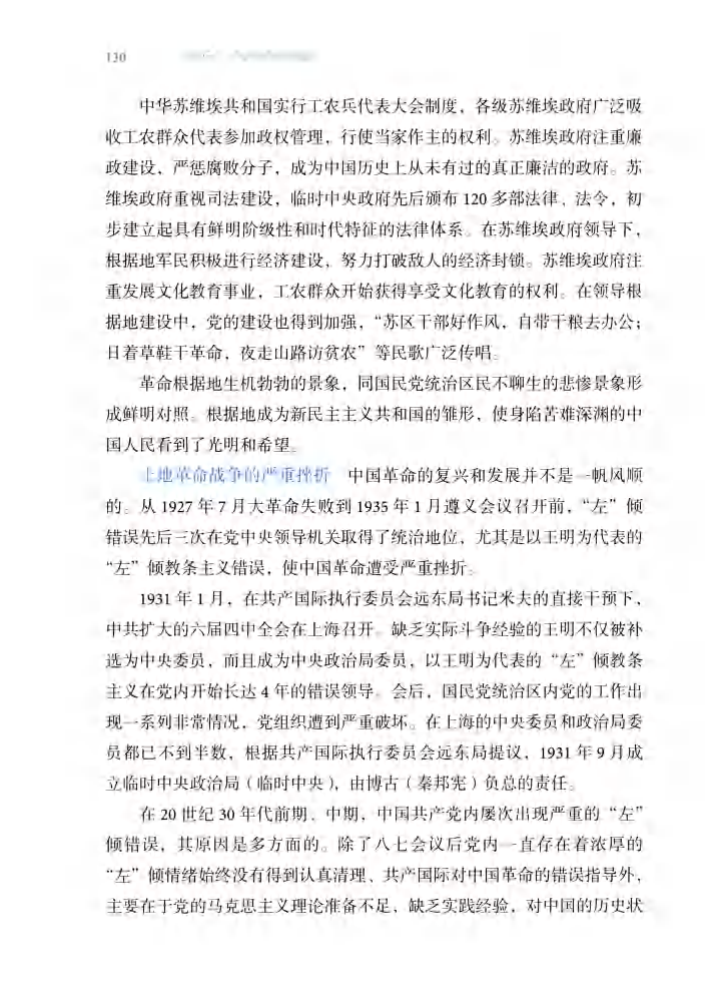 130
中华苏维埃共和国实行工农兵代表大会制度，各级苏维埃政府广泛吸
收工农群众代表参加政权管理，行使当家作主的权利。苏维埃政府注重廉
政建设，严惩腐败分子，成为中国历史上从未有过的真正廉洁的政府。苏
维埃政府重视司法建设，临时中央政府先后颁布 120 多部法律、法令，初
步建立起具有鲜明阶级性和时代特征的法律体系。在苏维埃政府领导下，
根据地军民积极进行经济建设，努力打破敌人的经济封锁。苏维埃政府注
重发展文化教育事业，工农群众开始获得享受文化教育的权利。在领导根
据地建设中，党的建设也得到加强，“苏区干部好作风，自带干粮去办公；
日着草鞋干革命，夜走山路访贫农”等民歌广泛传唱。
革命根据地生机勃勃的景象，同国民党统治区民不聊生的悲惨景象形
成鲜明对照。根据地成为新民主主义共和国的雏形，使身陷苦难深渊的中
国人民看到了光明和希望。
土地革命战争的严重挫折 中国革命的复兴和发展并不是一帆风顺
的。从 1927 年 7 月大革命失败到 1935 年 1 月遵义会议召开前，“左”倾
错误先后三次在党中央领导机关取得了统治地位，尤其是以王明为代表的
“左”倾教条主义错误，使中国革命遭受严重挫折。
1931 年 1 月，在共产国际执行委员会远东局书记米夫的直接干预下，
中共扩大的六届四中全会在上海召开。缺乏实际斗争经验的王明不仅被补
选为中央委员，而且成为中央政治局委员，以王明为代表的“左”倾教条
主义在党内开始长达 4 年的错误领导。会后，国民党统治区内党的工作出
现一系列非常情况，党组织遭到严重破坏。在上海的中央委员和政治局委
员都已不到半数，根据共产国际执行委员会远东局提议，1931 年 9 月成
立临时中央政治局（临时中央），由博古（秦邦宪）负总的责任。
在 20 世纪 30 年代前期、中期，中国共产党内屡次出现严重的“左”
倾错误，其原因是多方面的。除了八七会议后党内一直存在着浓厚的
“左”倾情绪始终没有得到认真清理、共产国际对中国革命的错误指导外，
主要在于党的马克思主义理论准备不足，缺乏实践经验，对中国的历史状